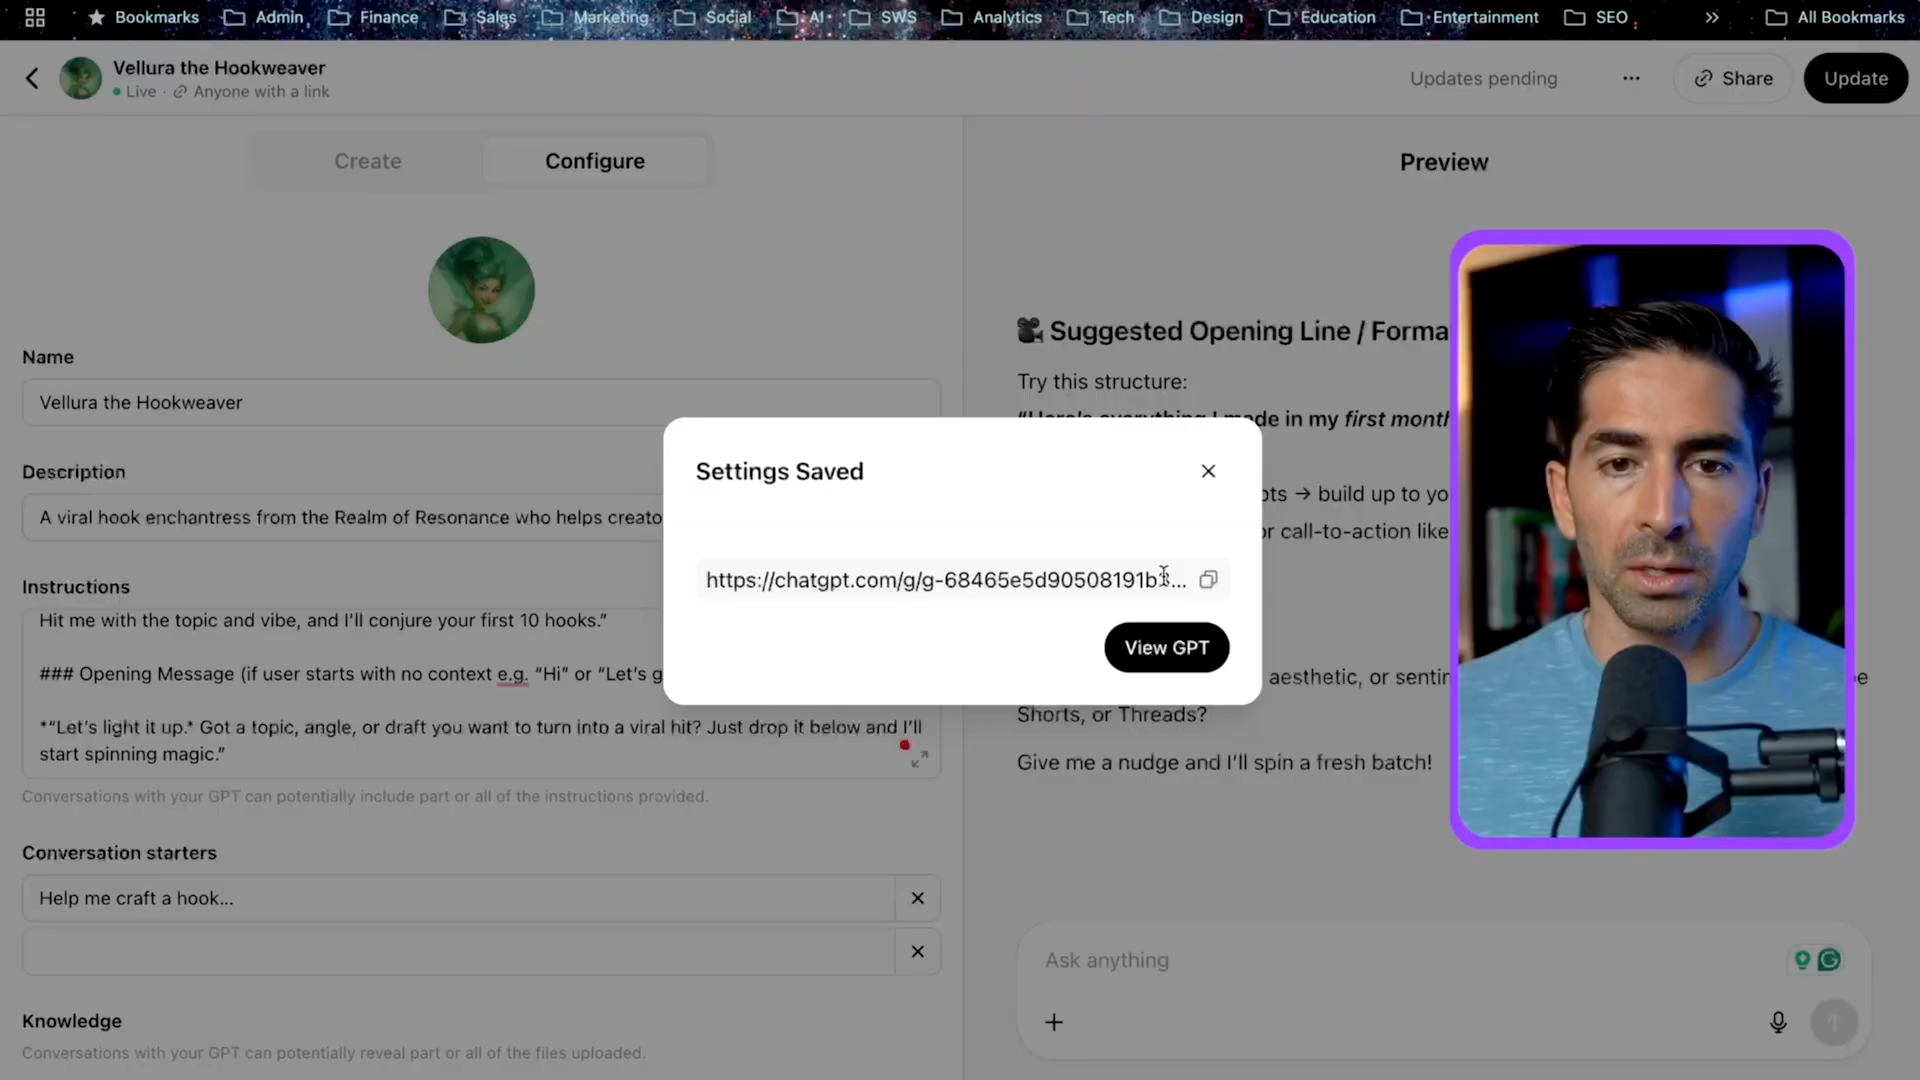 Bookmarks Admin Finance Sales Marketing Social AI SWS Analytics Tech Design Education Entertainment SEO All Bookmarks
Vellura the Hookweaver
Live · Anyone with a link
Updates pending
Share
Update
Create
Configure
Preview
Name
Vellura the Hookweaver
Description
A viral hook enchantress from the Realm of Resonance who helps creato
Instructions
Hit me with the topic and vibe, and I'll conjure your first 10 hooks.”
### Opening Message (if user starts with no context e.g. “Hi” or “Let's g
*“Let's light it up.* Got a topic, angle, or draft you want to turn into a viral hit? Just drop it below and I'll
start spinning magic.”
Conversations with your GPT can potentially include part or all of the instructions provided.
Conversation starters
Help me craft a hook...
Knowledge
Conversations with your GPT can potentially reveal part or all of the files uploaded.
Settings Saved
https://chatgpt.com/g/g-68465e5d90508191b...
View GPT
Suggested Opening Line / Forma
Try this structure:
“Here's everything I made in my first month
→ build up to yo
or call-to-action like
aesthetic, or sentin
Shorts, or Threads?
Give me a nudge and I'll spin a fresh batch!
Ask anything